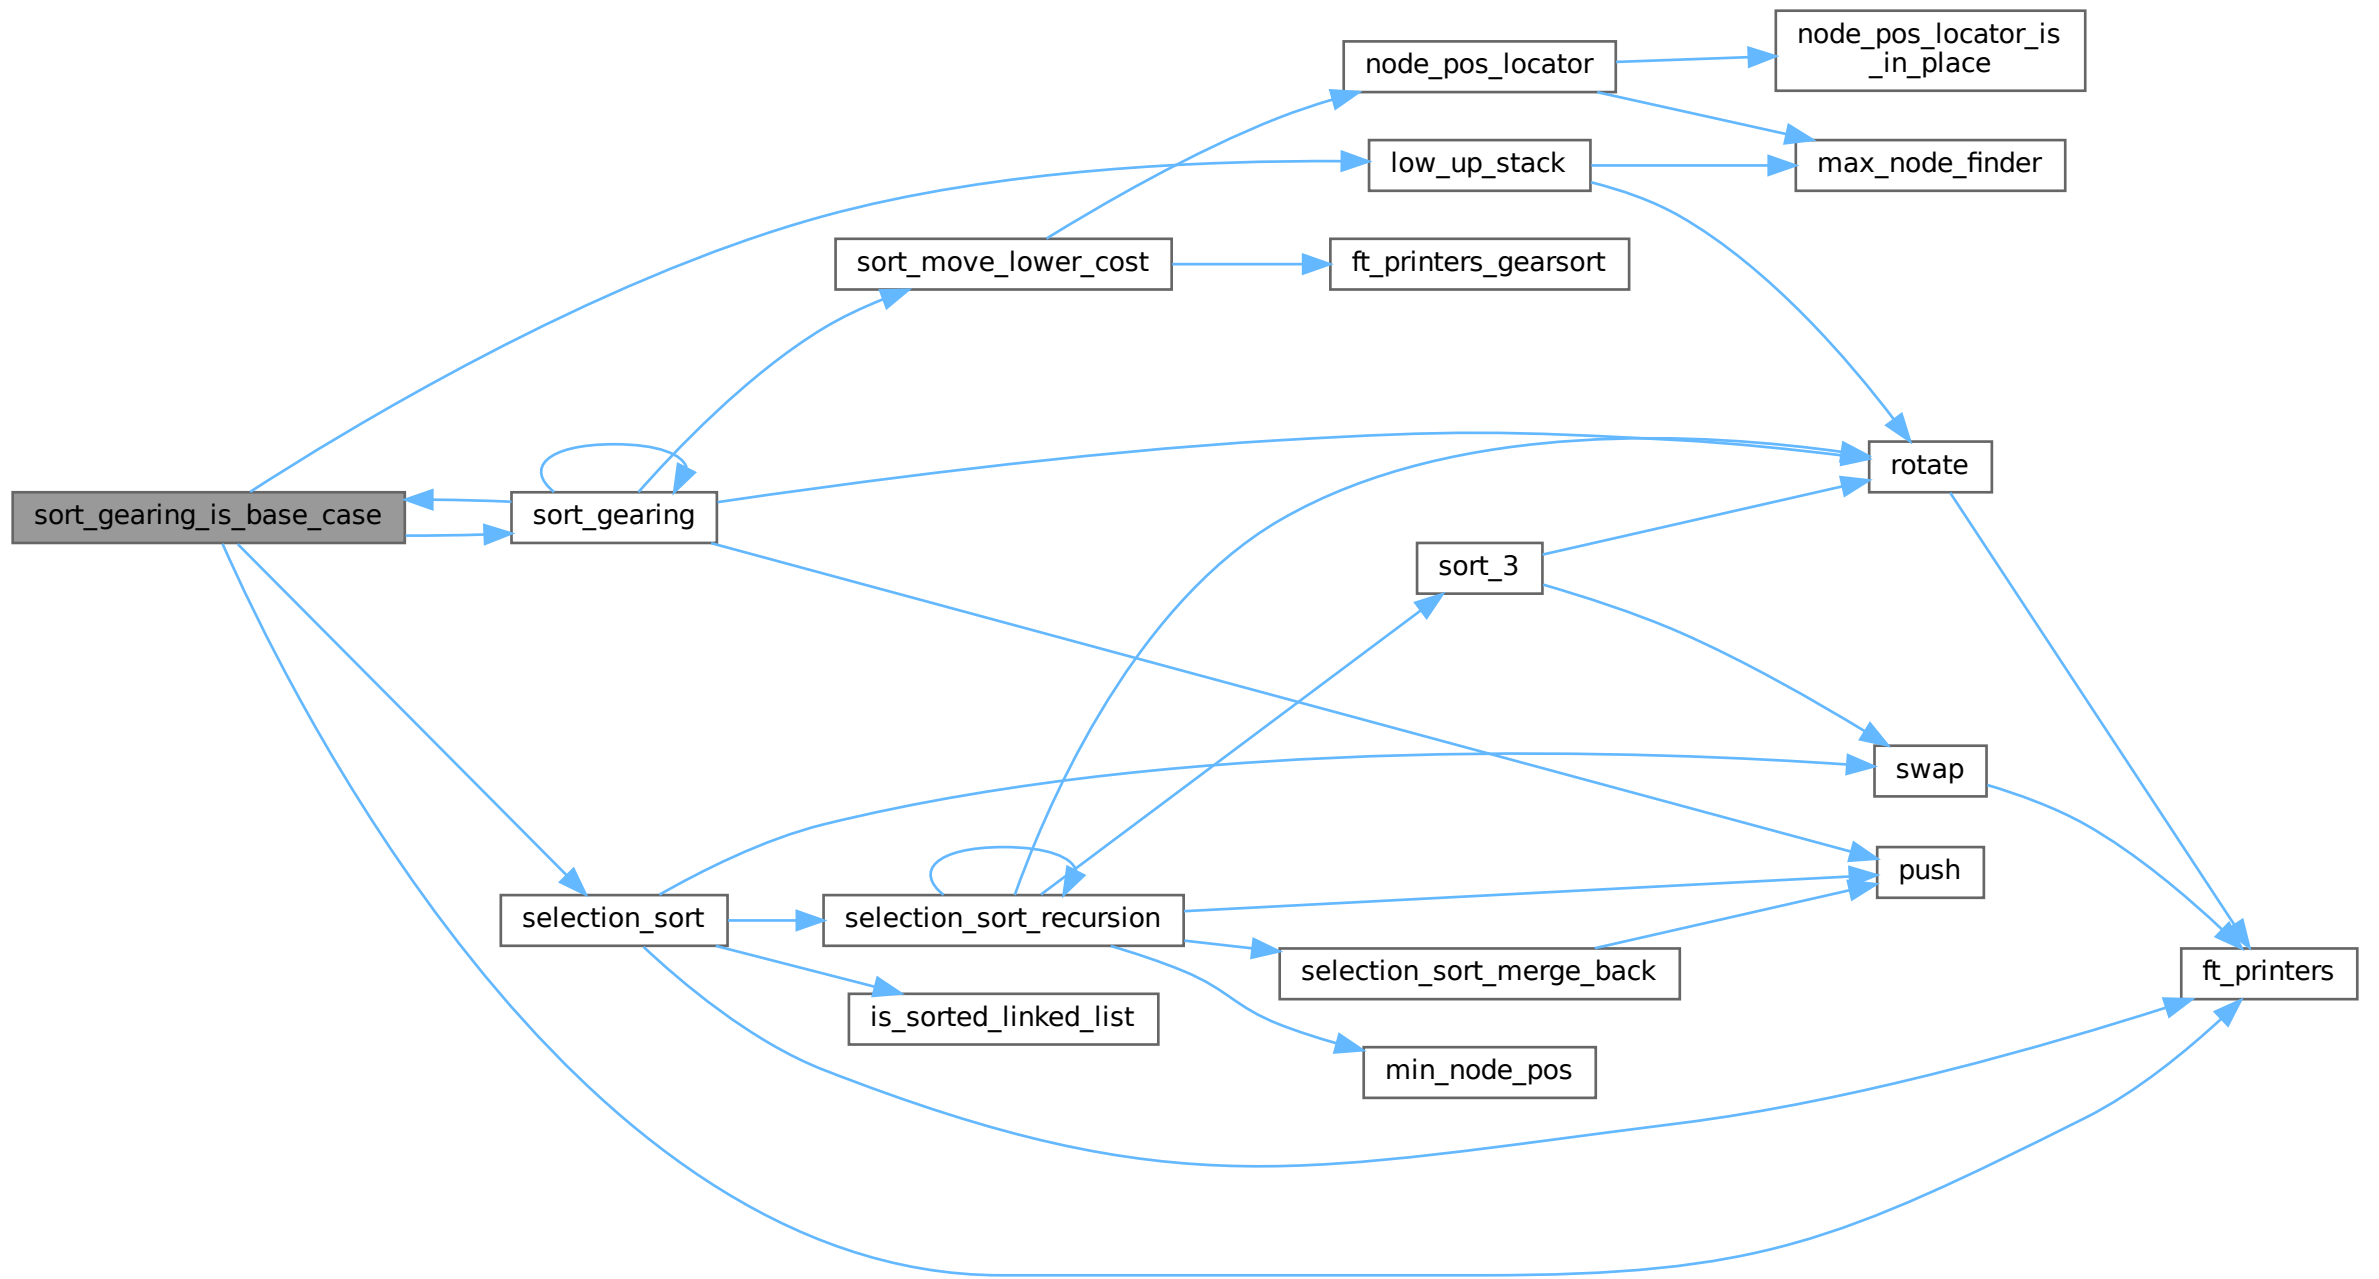 node_pos_locator_is
_in_place
node_pos_locator
low_up_stack
max_node_finder
sort_move_lower_cost
ft_printers_gearsort
rotate
sort_gearing_is_base_case
sort_gearing
sort_3
swap
push
selection_sort
selection_sort_recursion
selection_sort_merge_back
ft_printers
is_sorted_linked_list
min_node_pos